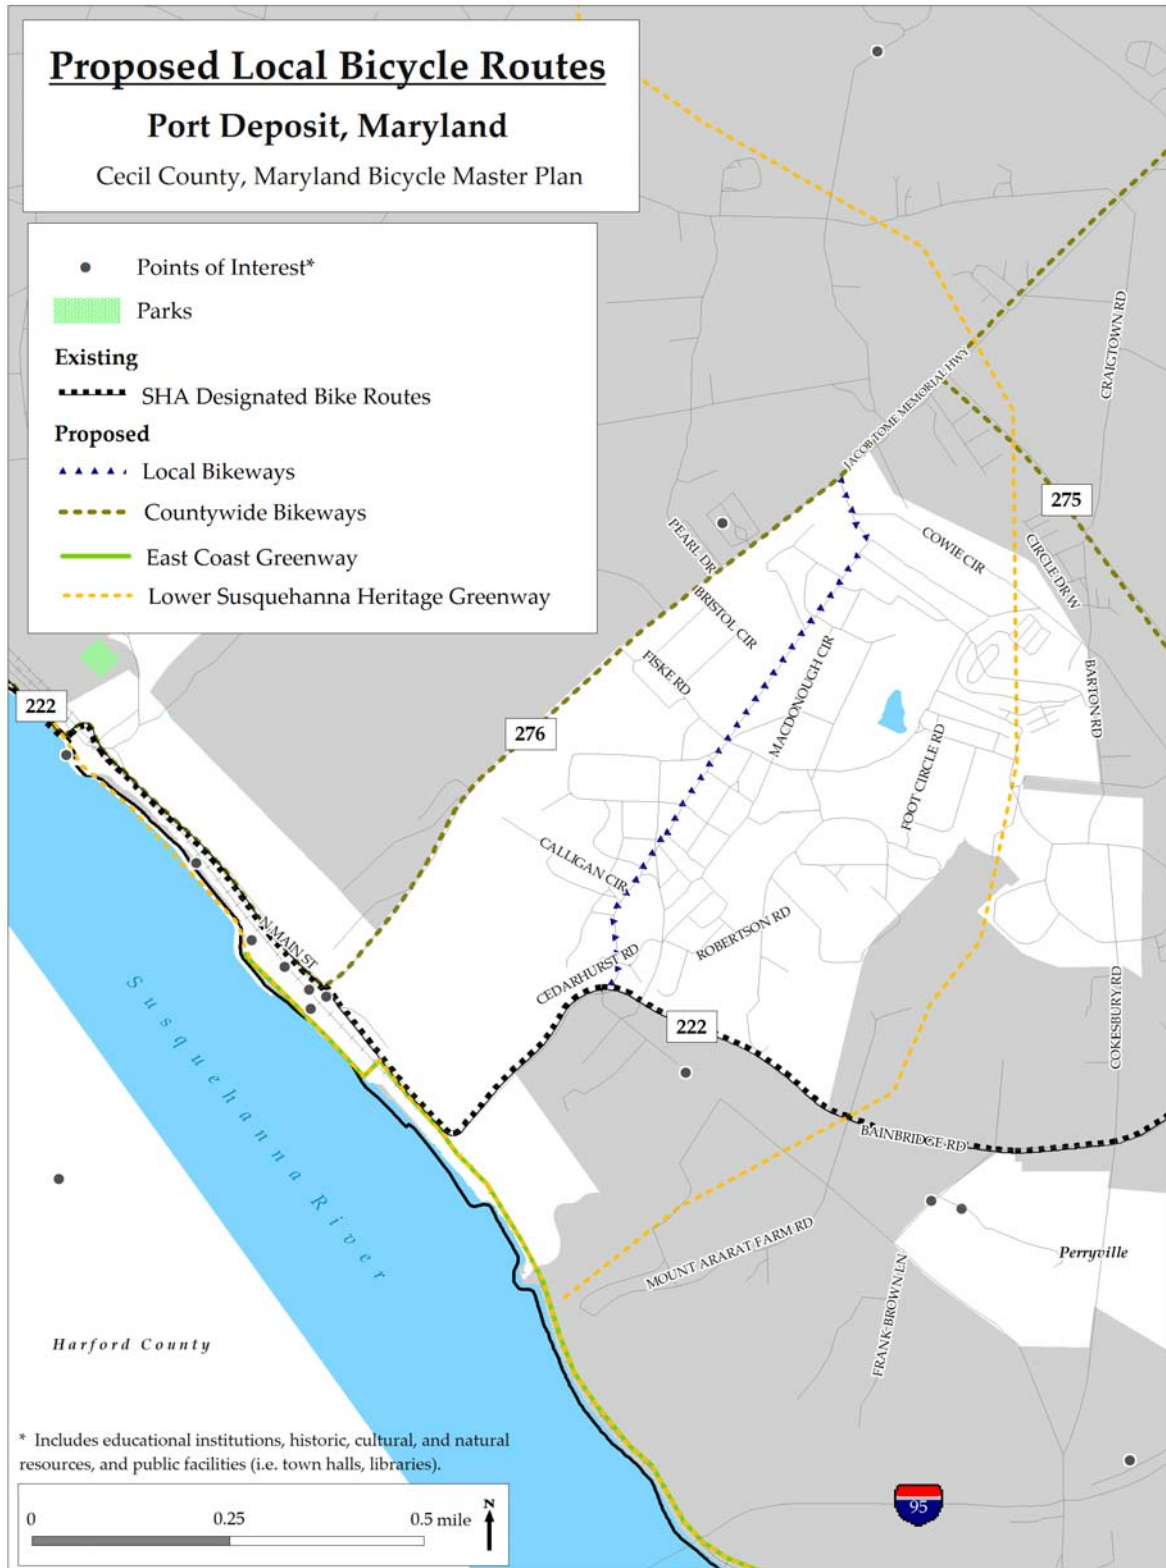 Proposed Local Bicycle Routes
Port Deposit, Maryland
Cecil County, Maryland Bicycle Master Plan
Points of Interest*
Parks
Existing
SHA Designated Bike Routes
Proposed
Local Bikeways
Countywide Bikeways
East Coast Greenway
Lower Susquehanna Heritage Greenway
CRAIGTOWN RD
JACOB TOME MEMORIAL HWY
275
COWIE CIR
CIRCLE DR W
PEARL DR
BRISTOL CIR
FISKE RD
MACDONOUGH CIR
BARTON RD
222
276
FOOT CIRCLE RD
CALLIGAN CIR
ROBERTSON RD
N MAIN ST
CEDARHURST RD
COKESBURY RD
222
Susquehanna River
BAINBRIDGE RD
MOUNT ARARAT FARM RD
Perryville
FRANK BROWN LN
Harford County
* Includes educational institutions, historic, cultural, and natural
resources, and public facilities (i.e. town halls, libraries).
0 0.25 0.5 mile
N
95